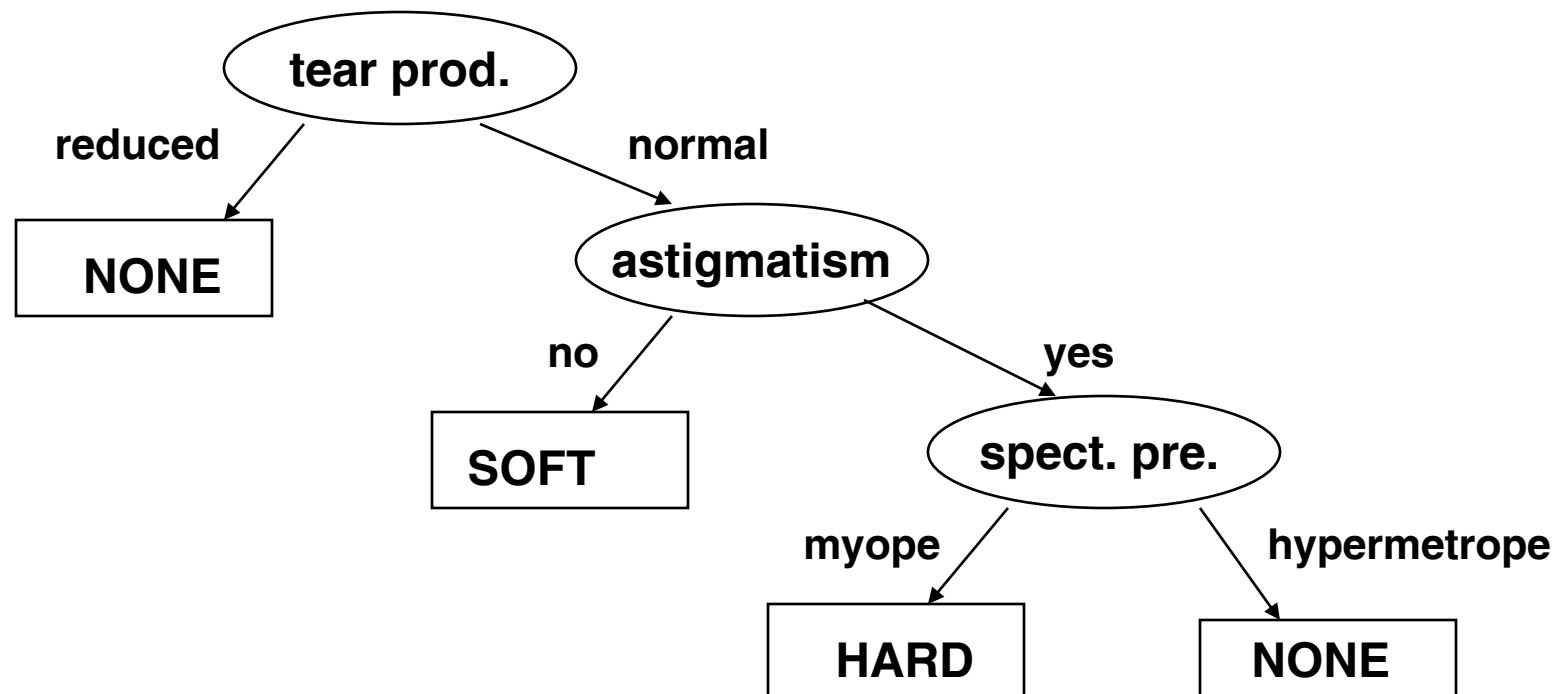 tear prod.
reduced
normal
NONE
astigmatism
no
yes
SOFT
spect. pre.
myope
hypermetrope
HARD
NONE